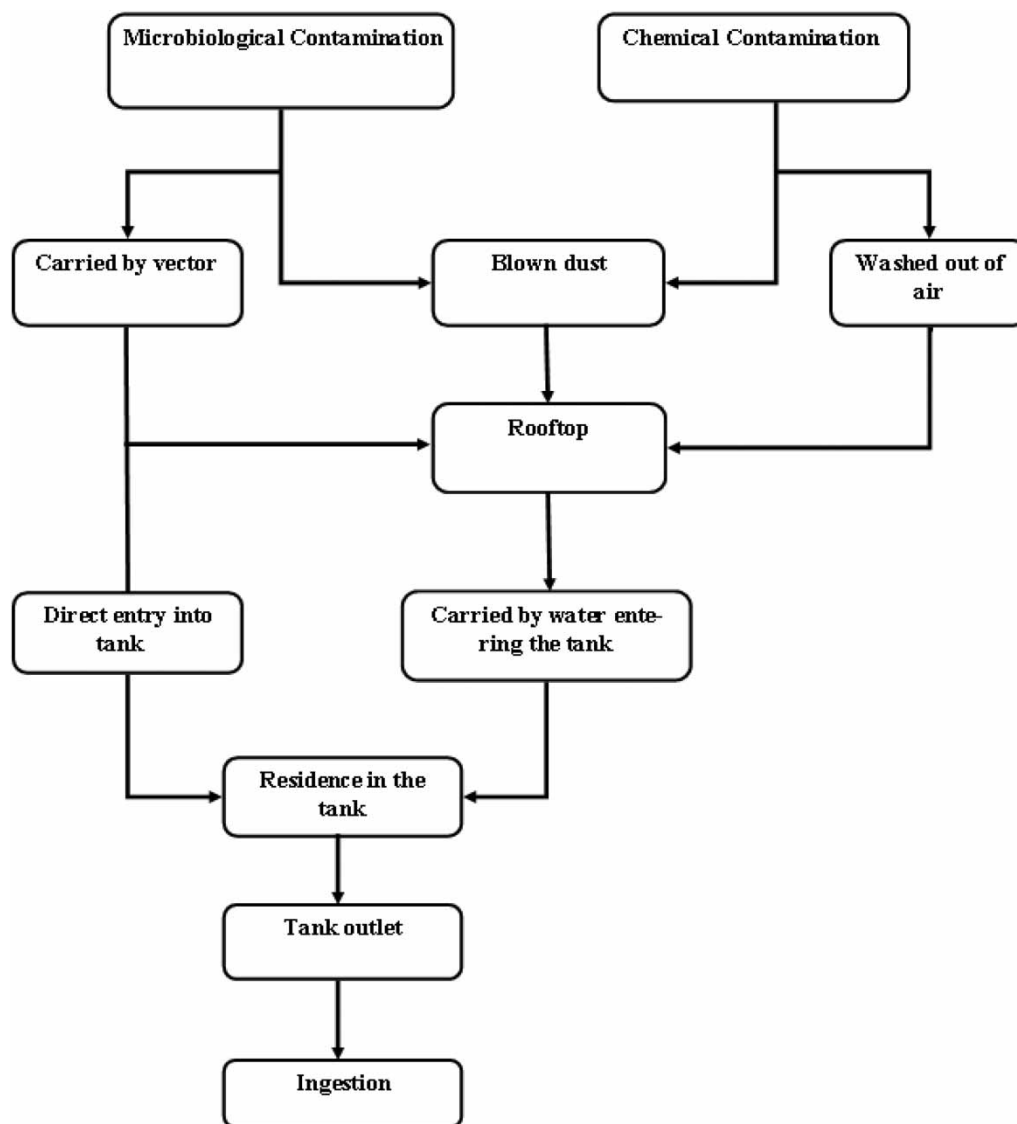 Microbiological Contamination
Chemical Contamination
Carried by vector
Blown dust
Washed out of
air
Rooftop
Direct entry into
tank
Carried by water ente-
ring the tank
Residence in the
tank
Tank outlet
Ingestion